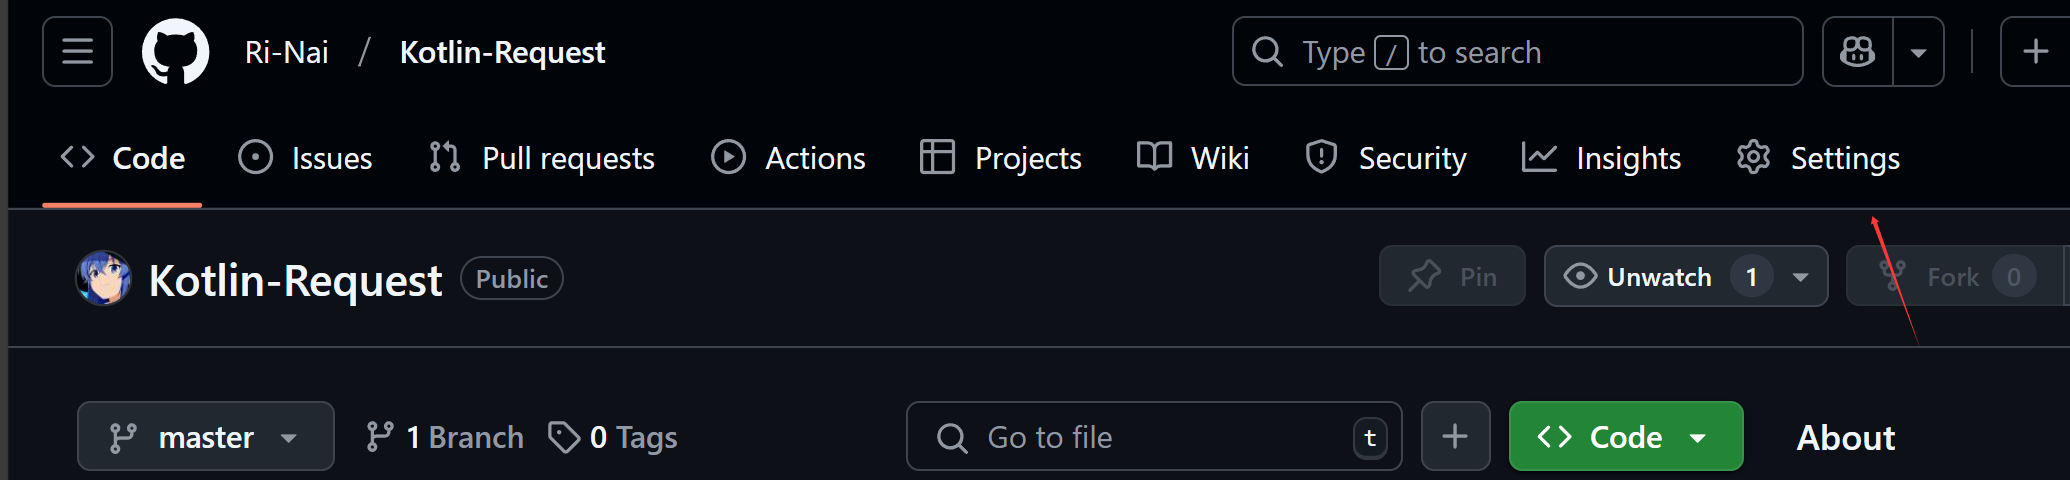 Ri-Nai / Kotlin-Request Type / to search
Code Issues Pull requests Actions Projects Wiki Security Insights Settings
Kotlin-Request Public Pin Unwatch 1 Fork 0
master 1 Branch 0 Tags Go to file t Code About